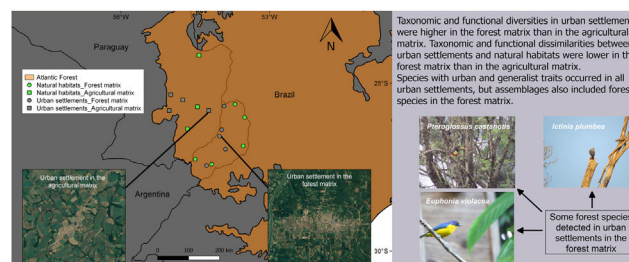 56°W
53°W
Paraguay
N
Atlantic Forest
Natural habitats_Forest matrix
Natural habitats_Agricultural matrix
Urban settlements_Forest matrix
Urban settlements_Agricultural matrix
Brazil
25°S
Urban settlement in the
agricultural matrix
Argentina
Urban settlement in the
forest matrix
0
100
200 km
30°S
Taxonomic and functional diversities in urban settlemen
were higher in the forest matrix than in the agricultural
matrix. Taxonomic and functional dissimilarities betwee
urban settlements and natural habitats were lower in th
forest matrix than in the agricultural matrix.
Species with urban and generalist traits occurred in all
urban settlements, but assemblages also included fores
species in the forest matrix.
Pteroglossus castanotis
Ictinia plumbea
Euphonia violacea
Some forest species
detected in urban
settlements in the
forest matrix